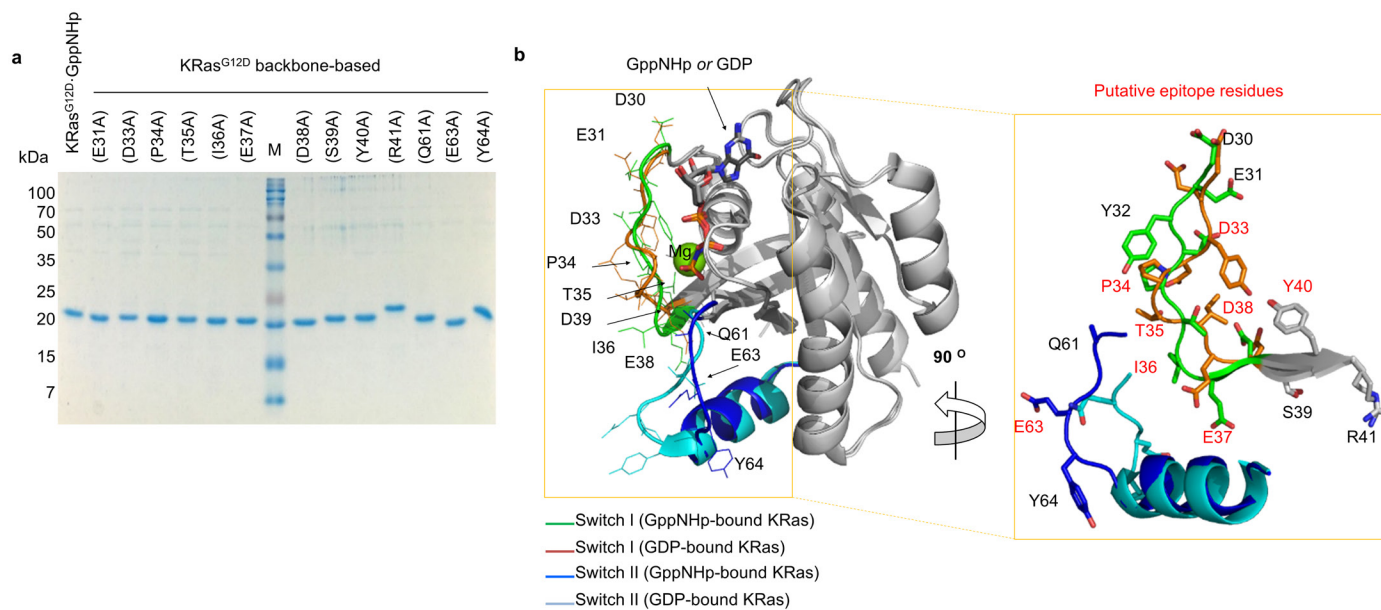 a
KRasG12D·GppNHp
KRasG12D backbone-based
(E31A)
(D33A)
(P34A)
(T35A)
(I36A)
(E37A)
M
(D38A)
(S39A)
(Y40A)
(R41A)
(Q61A)
(E63A)
(Y64A)
kDa
100
70
50
35
25
20
15
7
b
GppNHp or GDP
D30
E31
D33
P34
Mg
T35
D39
I36
E38
Q61
E63
Y64
90 O
Switch I (GppNHp-bound KRas)
Switch I (GDP-bound KRas)
Switch II (GppNHp-bound KRas)
Switch II (GDP-bound KRas)
Putative epitope residues
D30
E31
Y32
D33
P34
Y40
D38
T35
Q61
I36
S39
E63
E37
R41
Y64